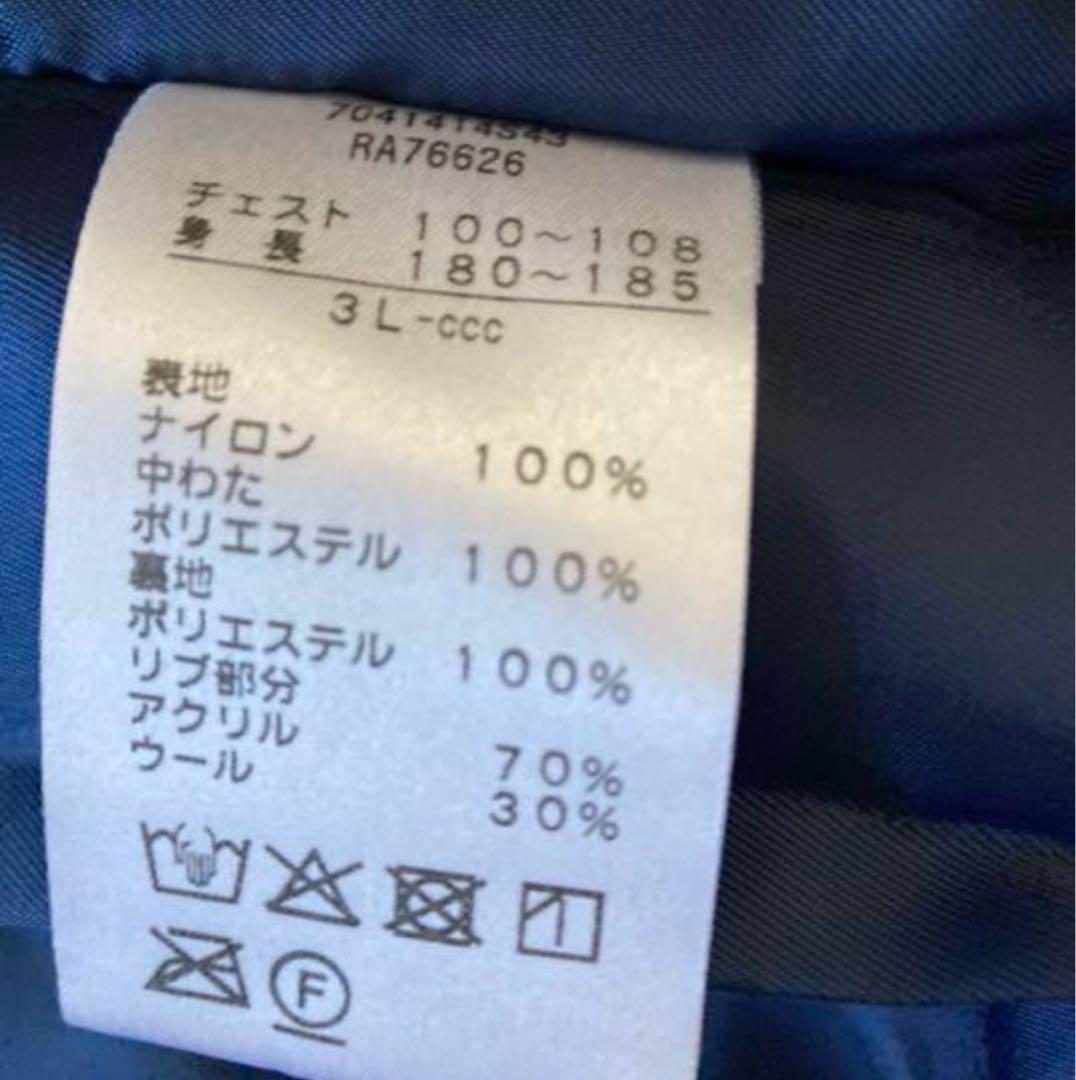 7041414S43
RA76626
チェスト 100～108
身 長 180～185
3L-ccc
表地
ナイロン 100%
中わた
ポリエステル 100%
裏地
ポリエステル 100%
リブ部分
アクリル 70%
ウール 30%
F